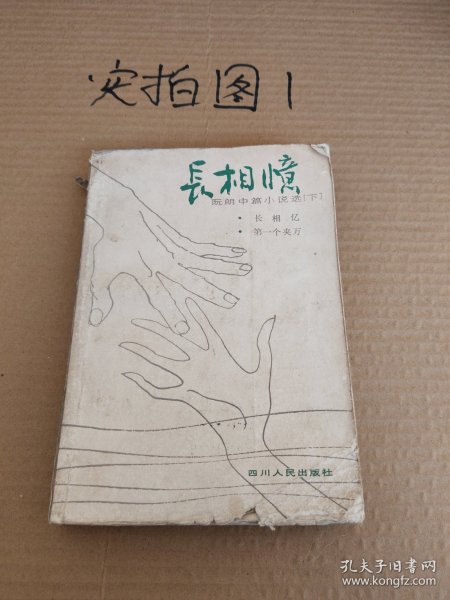 实拍图1
長相憶
阮朗中篇小说选［下］
• 长相忆
• 第一个夹万
四川人民出版社
孔夫子旧书网
www.kongfz.com